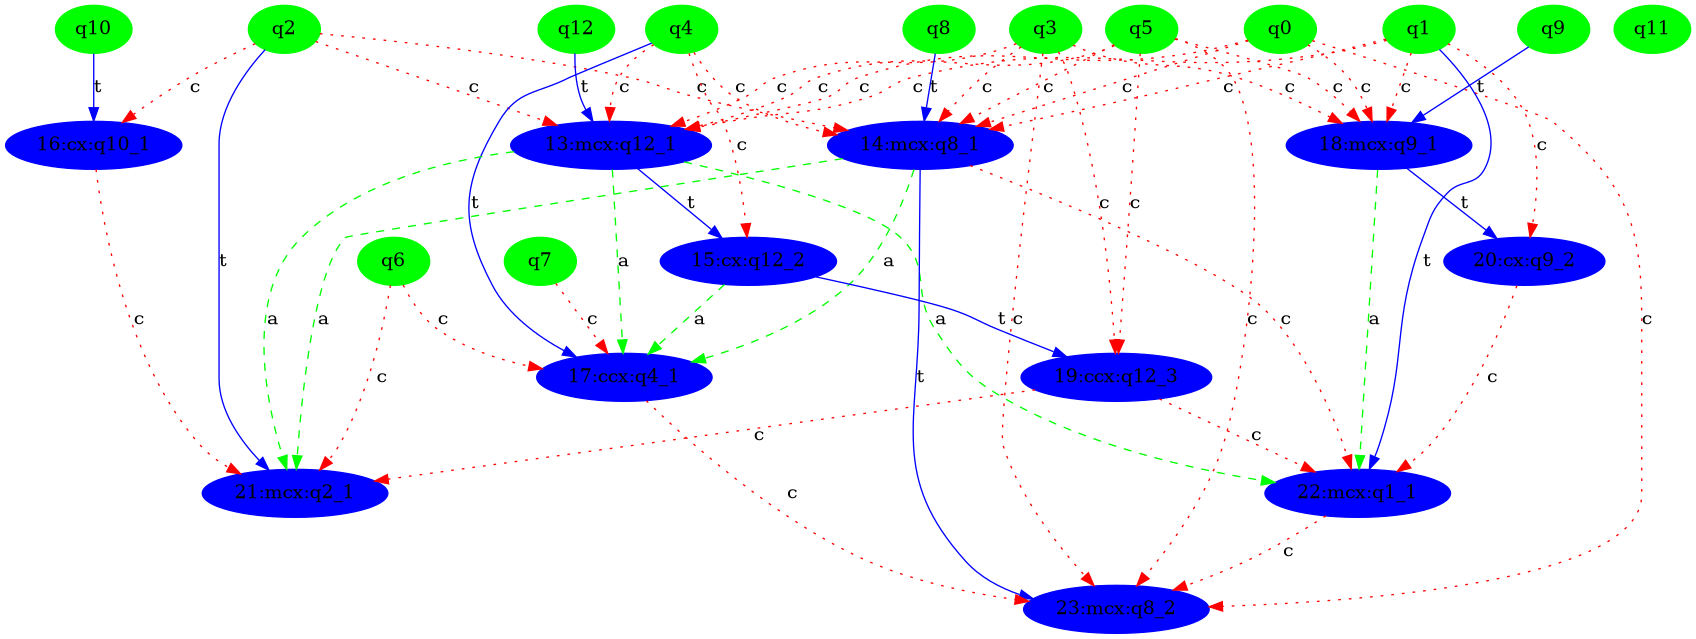 q10 q2 q12 q4 q8 q3 q5 q0 q1 q9 q11
t c c t c c c c c c t c c c c c c c c c c t
16:cx:q10_1 13:mcx:q12_1 14:mcx:q8_1 18:mcx:q9_1
t c c c t
t q6 q7 t a 15:cx:q12_2 a t 20:cx:q9_2
c a a c c a t a c c t a c c c
17:ccx:q4_1 19:ccx:q12_3
c t c
c c
21:mcx:q2_1 22:mcx:q1_1
c c
23:mcx:q8_2